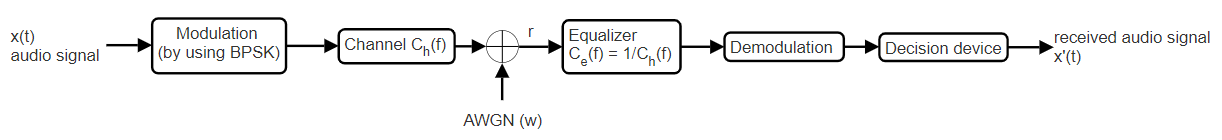 x(t)
audio signal
Modulation
(by using BPSK)
Channel C_h(f)
r
AWGN (w)
Equalizer
C_e(f) = 1/C_h(f)
Demodulation
Decision device
received audio signal
x'(t)